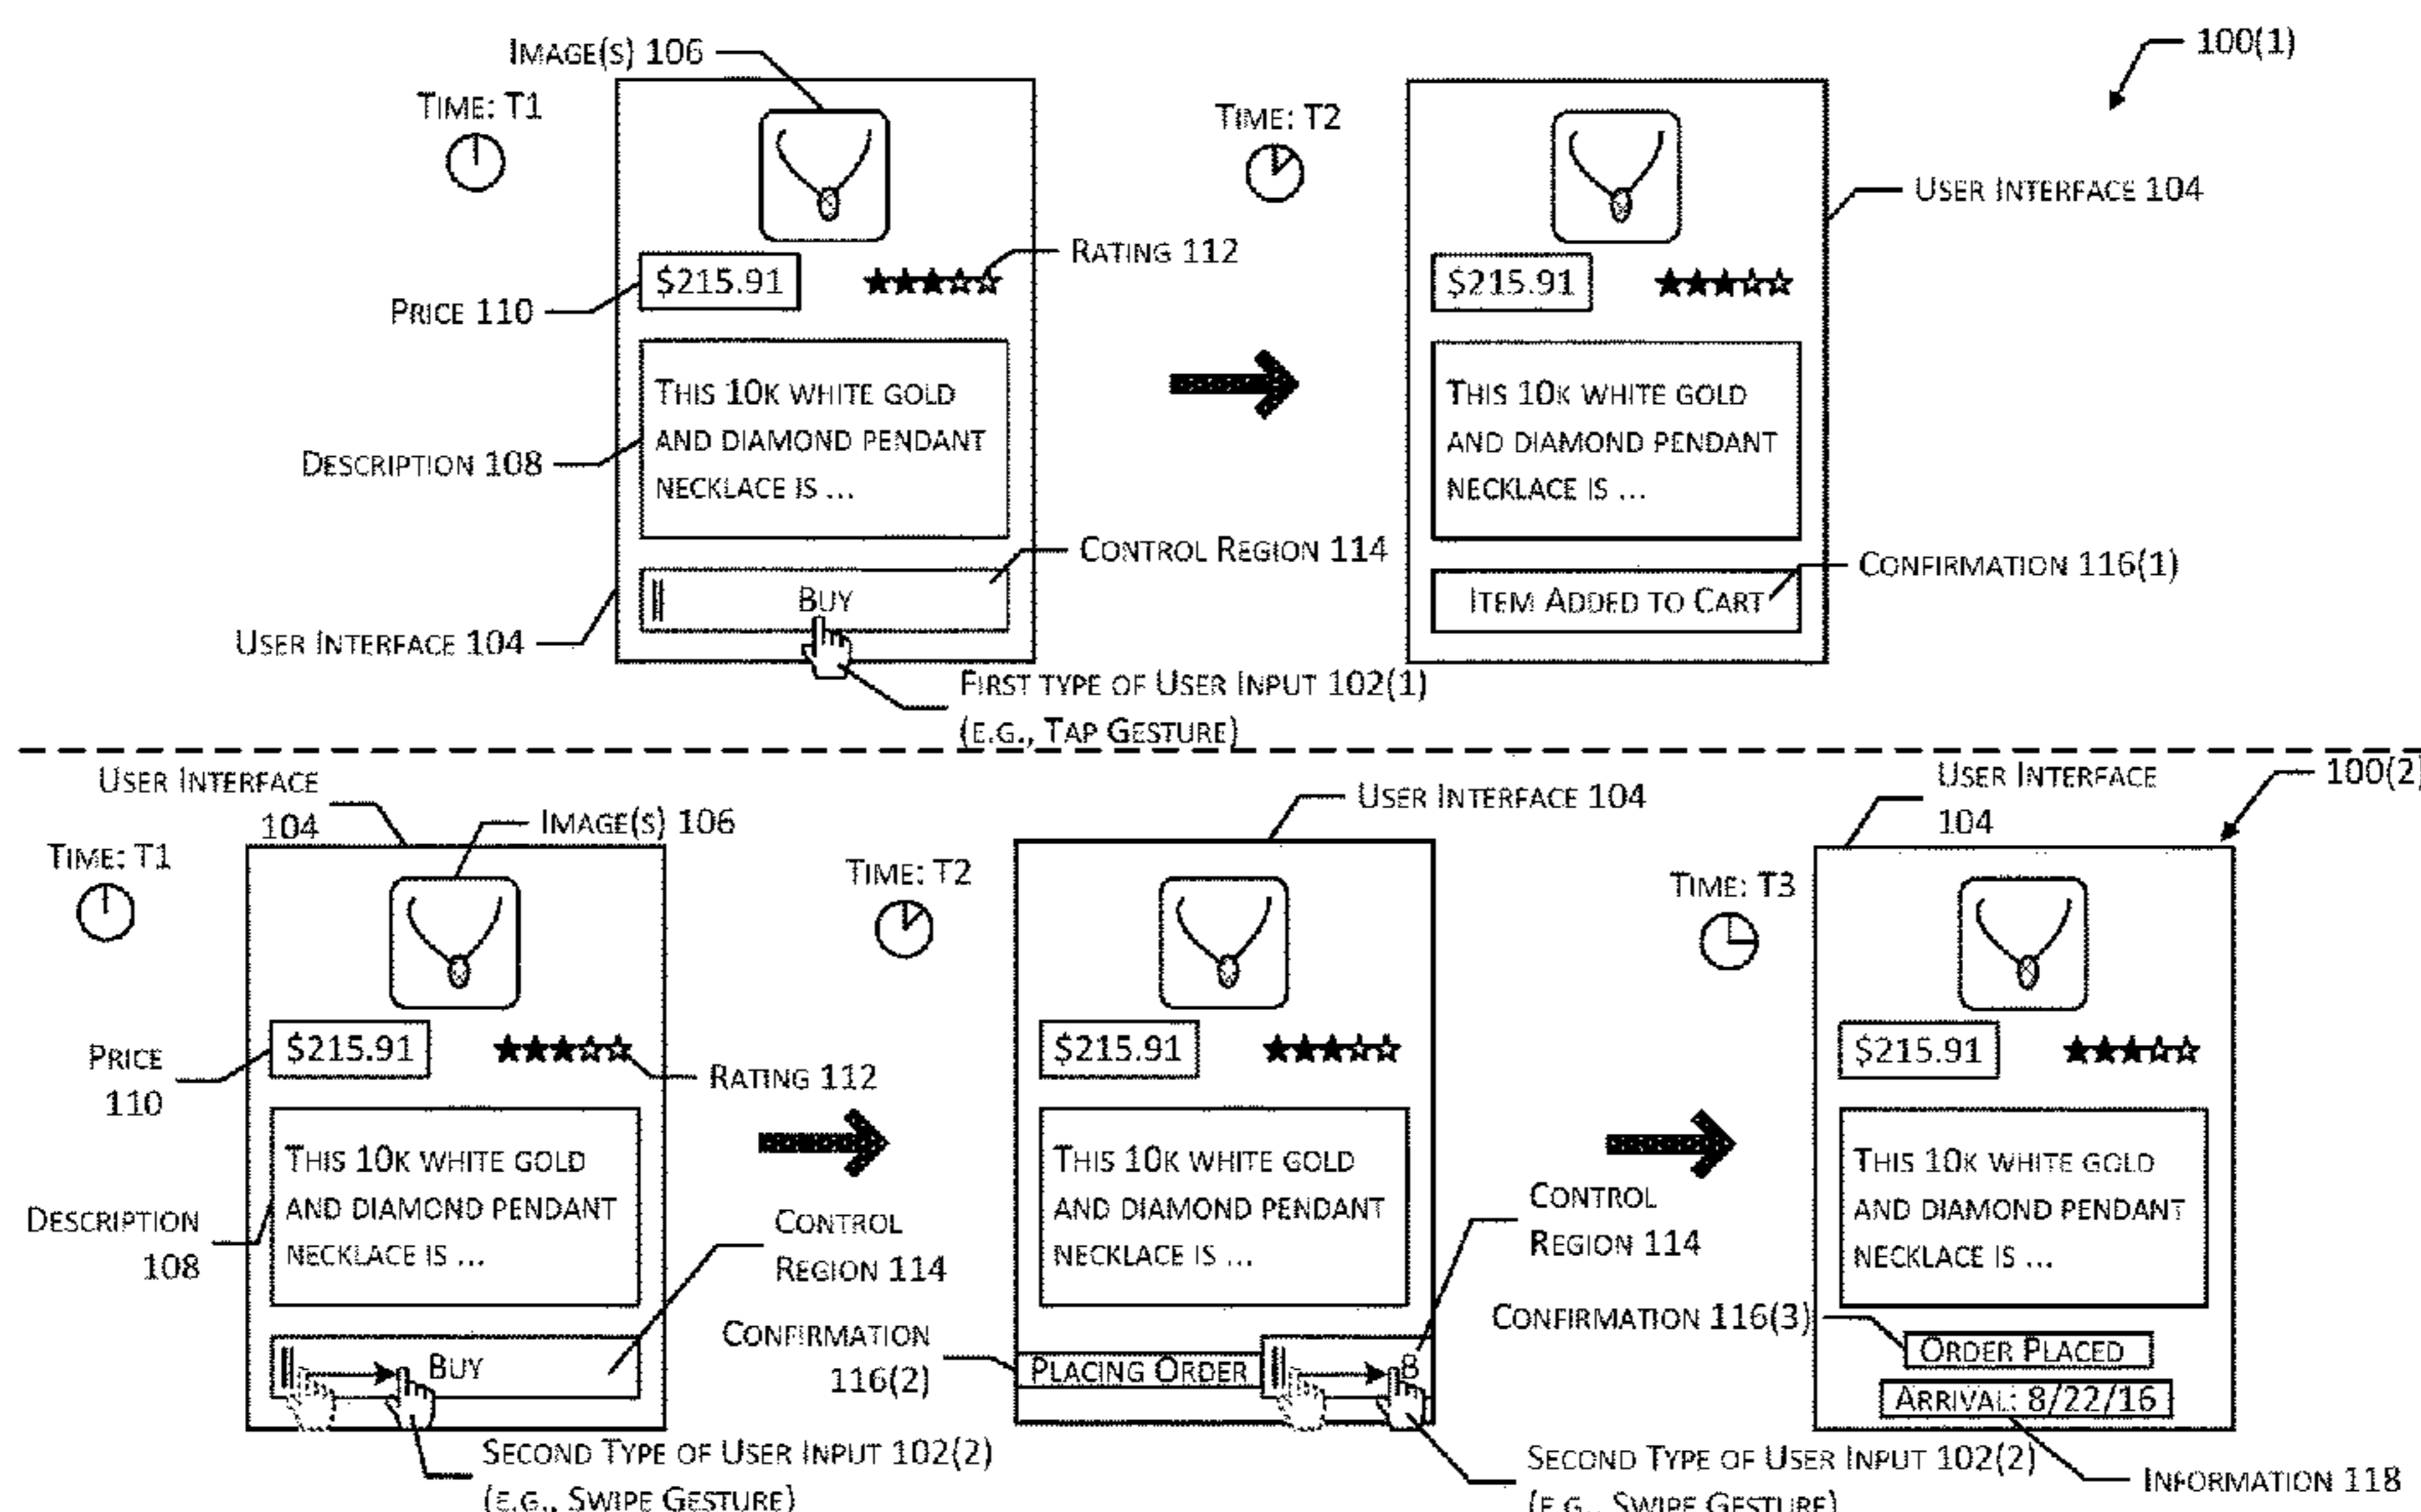 IMAGE(S) 106
100(1)
TIME: T1
TIME: T2
USER INTERFACE 104
RATING 112
$215.91
$215.91
PRICE 110
THIS 10K WHITE GOLD
AND DIAMOND PENDANT
NECKLACE IS ...
THIS 10K WHITE GOLD
AND DIAMOND PENDANT
NECKLACE IS ...
DESCRIPTION 108
CONTROL REGION 114
CONFIRMATION 116(1)
BUY
ITEM ADDED TO CART
USER INTERFACE 104
FIRST TYPE OF USER INPUT 102(1)
(E.G., TAP GESTURE)
USER INTERFACE
104
IMAGE(S) 106
USER INTERFACE 104
USER INTERFACE
104
100(2)
TIME: T1
TIME: T2
TIME: T3
PRICE
110
$215.91
RATING 112
$215.91
$215.91
DESCRIPTION
108
THIS 10K WHITE GOLD
AND DIAMOND PENDANT
NECKLACE IS ...
CONTROL
REGION 114
THIS 10K WHITE GOLD
AND DIAMOND PENDANT
NECKLACE IS ...
CONTROL
REGION 114
THIS 10K WHITE GOLD
AND DIAMOND PENDANT
NECKLACE IS ...
BUY
CONFIRMATION
116(2)
PLACING ORDER
B
CONFIRMATION 116(3)
ORDER PLACED
ARRIVAL: 8/22/16
SECOND TYPE OF USER INPUT 102(2)
(E.G., SWIPE GESTURE)
SECOND TYPE OF USER INPUT 102(2)
(E.G., SWIPE GESTURE)
INFORMATION 118